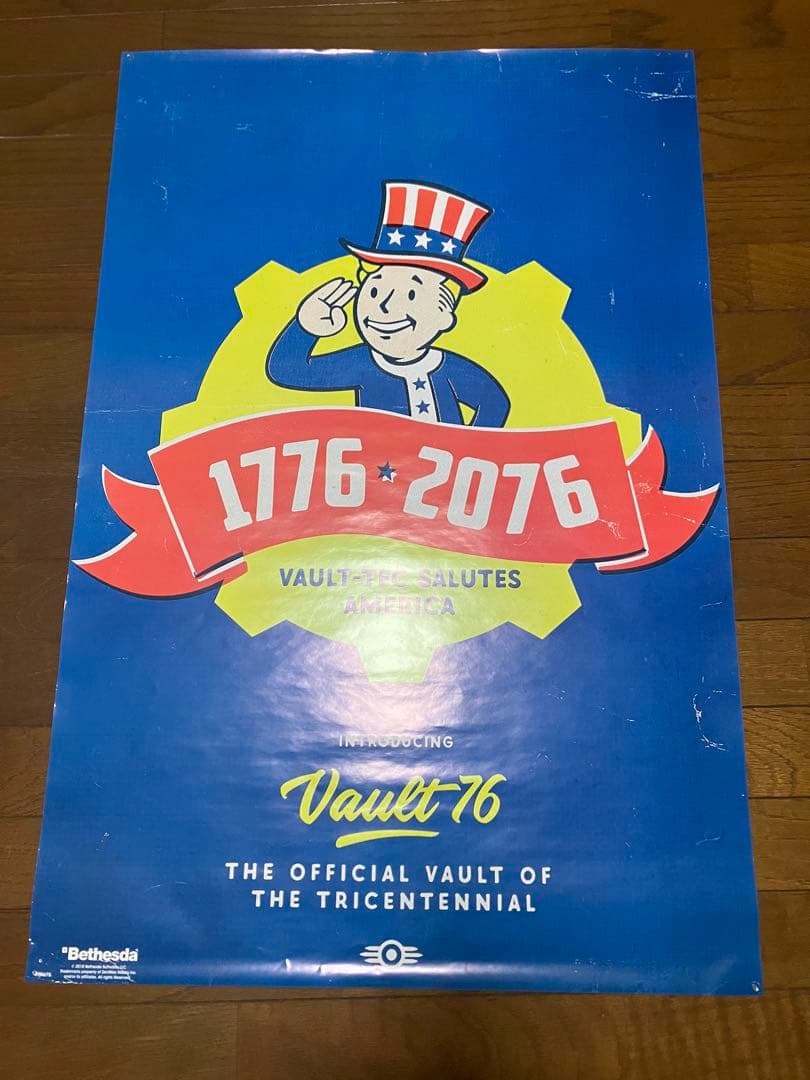 1776 ★ 2076
VAULT-TEC SALUTES
AMERICA
INTRODUCING
Vault 76
THE OFFICIAL VAULT OF
THE TRICENTENNIAL
Bethesda